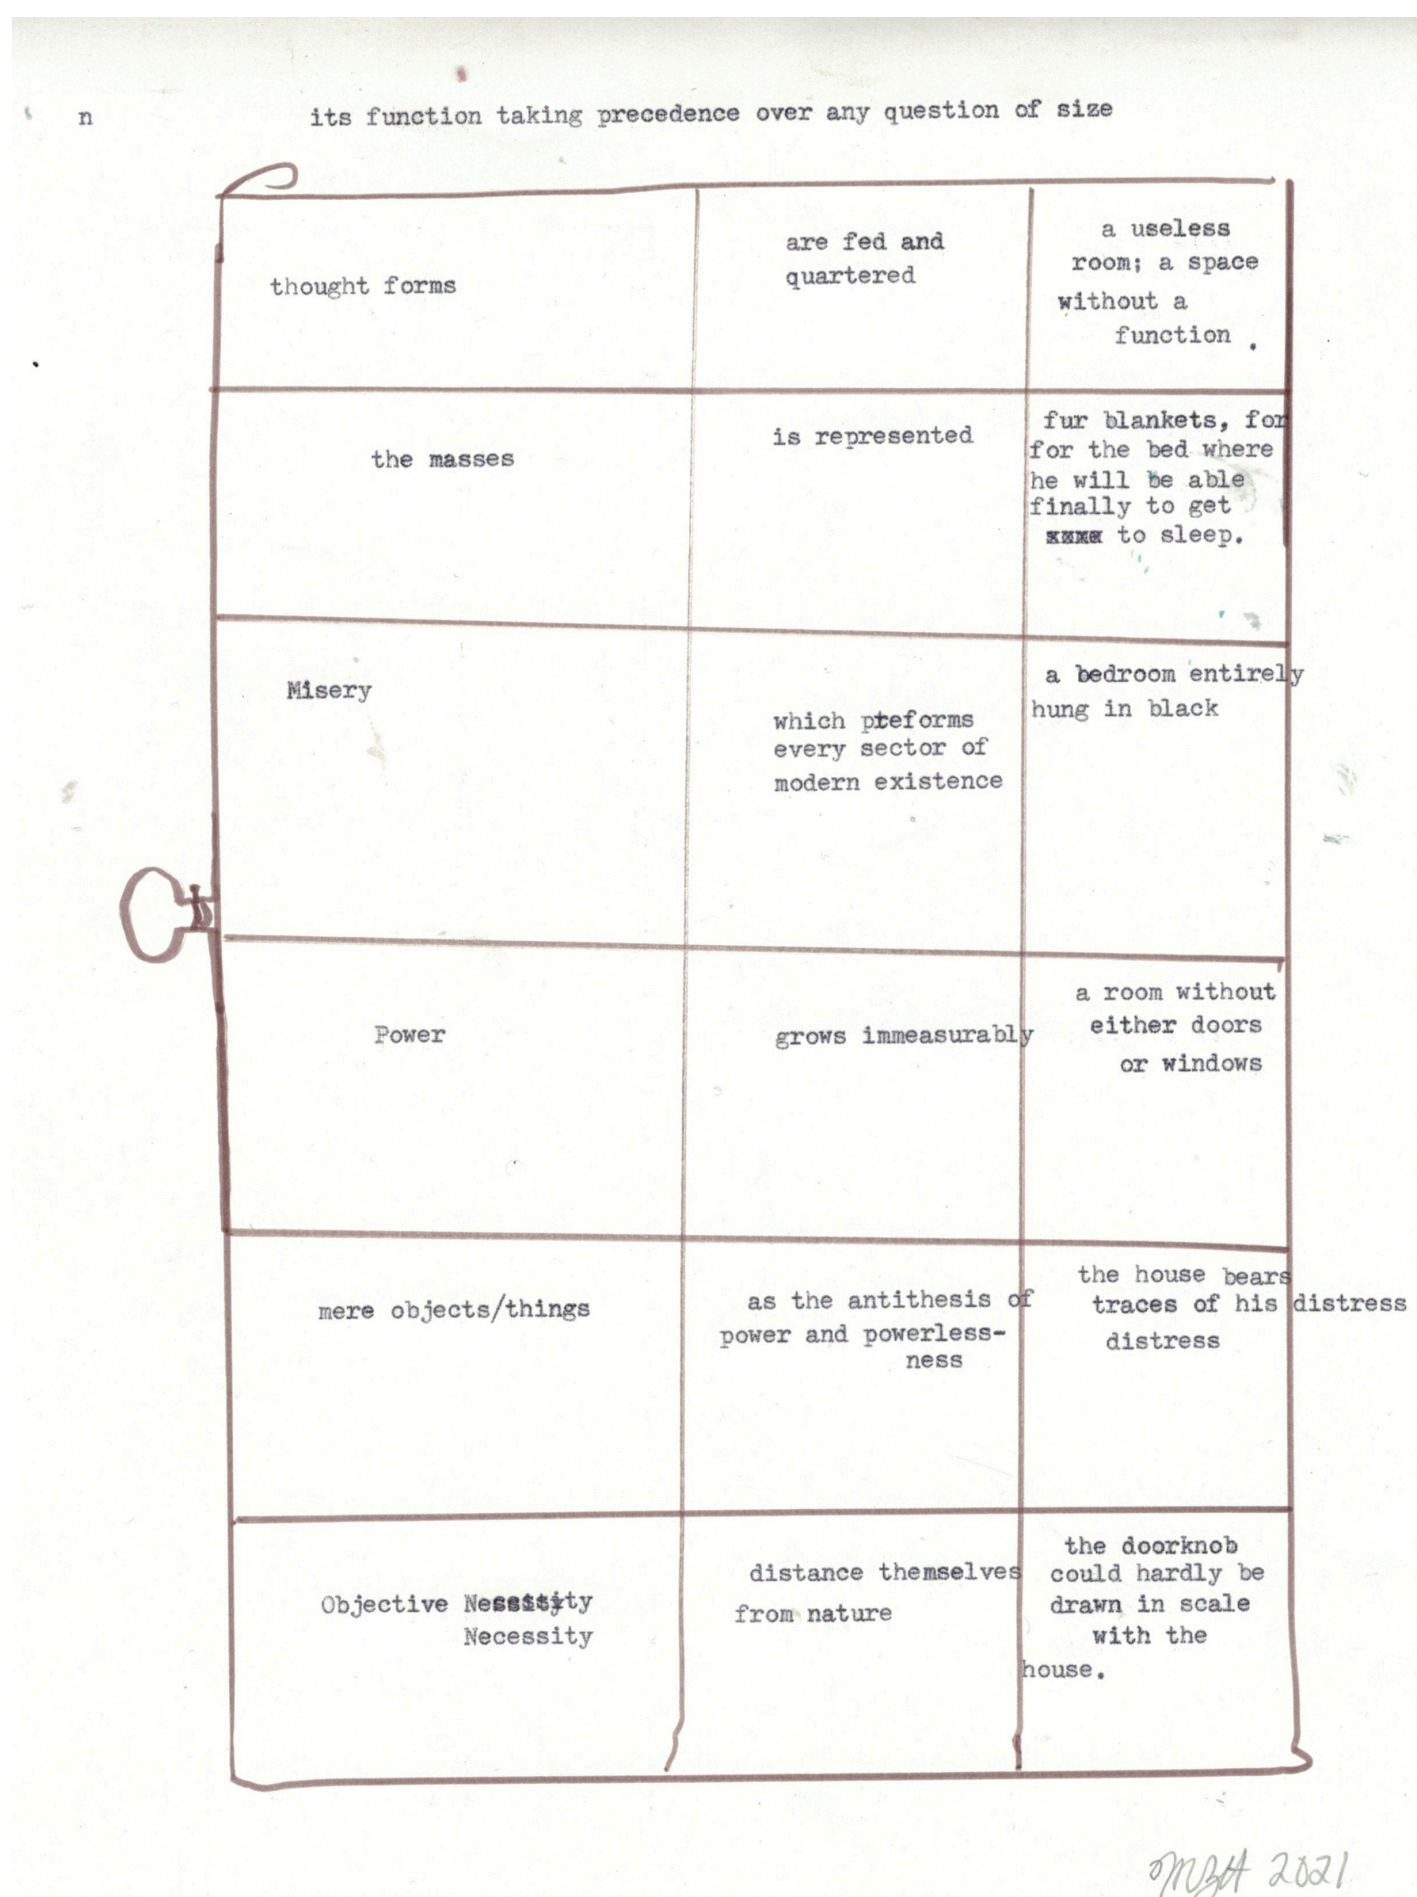 n its function taking precedence over any question of size
thought forms
are fed and
quartered
a useless
room; a space
without a
function .
the masses
is represented
fur blankets, for
for the bed where
he will be able
finally to get
xxxx to sleep.
Misery
which pteforms
every sector of
modern existence
a bedroom entirely
hung in black
Power
grows immeasurably
a room without
either doors
or windows
mere objects/things
as the antithesis of
power and powerless-
ness
the house bears
traces of his distress
distress
Objective
Necessity
distance themselves
from nature
the doorknob
could hardly be
drawn in scale
with the
house.
2021